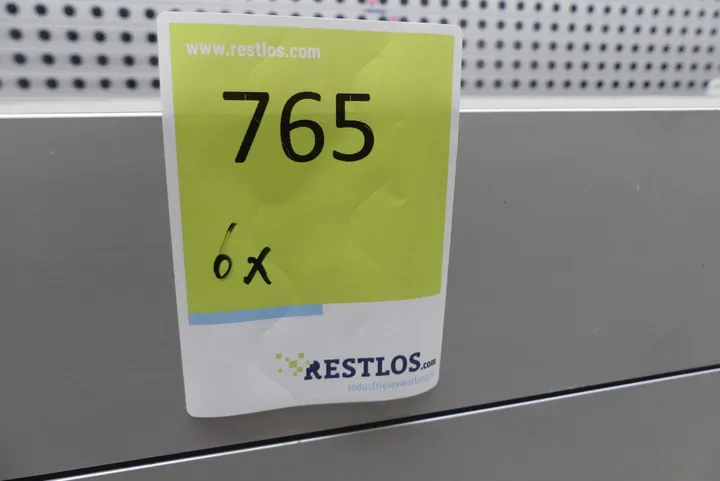 www.restlos.com
765
6x
RESTLOS.com
Industrieverwertung